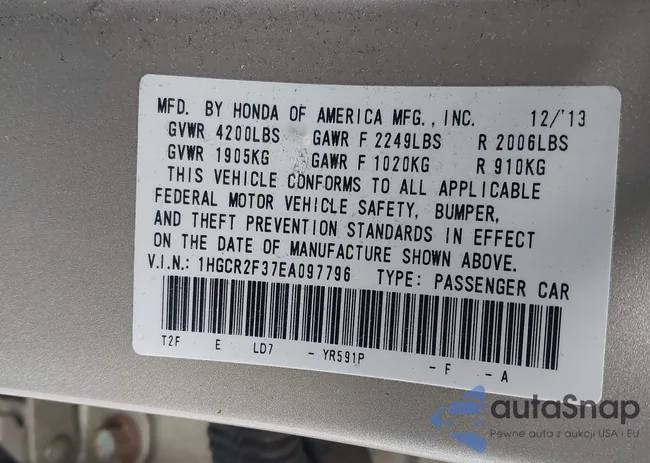 MFD. BY HONDA OF AMERICA MFG., INC. 12/'13
GVWR 4200LBS GAWR F 2249LBS R 2006LBS
GVWR 1905KG GAWR F 1020KG R 910KG
THIS VEHICLE CONFORMS TO ALL APPLICABLE
FEDERAL MOTOR VEHICLE SAFETY, BUMPER,
AND THEFT PREVENTION STANDARDS IN EFFECT
ON THE DATE OF MANUFACTURE SHOWN ABOVE.
V.I.N.: 1HGCR2F37EA097796 TYPE: PASSENGER CAR
T2F E LD7 - YR591P - F - A
autaSnap
Pewne auta z aukcji USA i EU